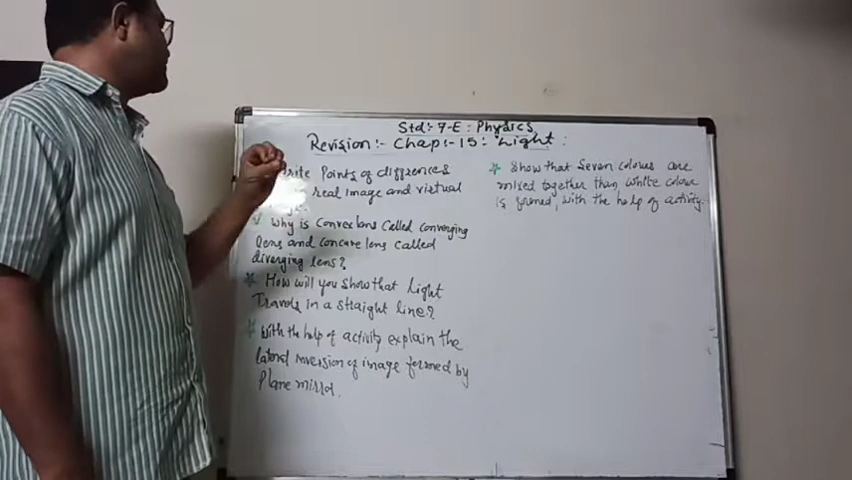 Std:- 7-E : Physics
Revision:- Chap:- 15: "Light" :
Write Points of differences
real image and virtual
* Why is Convex lens Called Converging
lens and concave lens called
diverging lens?
* How will you show that light
Travels in a straight line?
* With the help of activity explain the
lateral inversion of image formed by
Plane mirror.
* Show that Seven colours are
mixed together than white colour
is formed, with the help of activity.